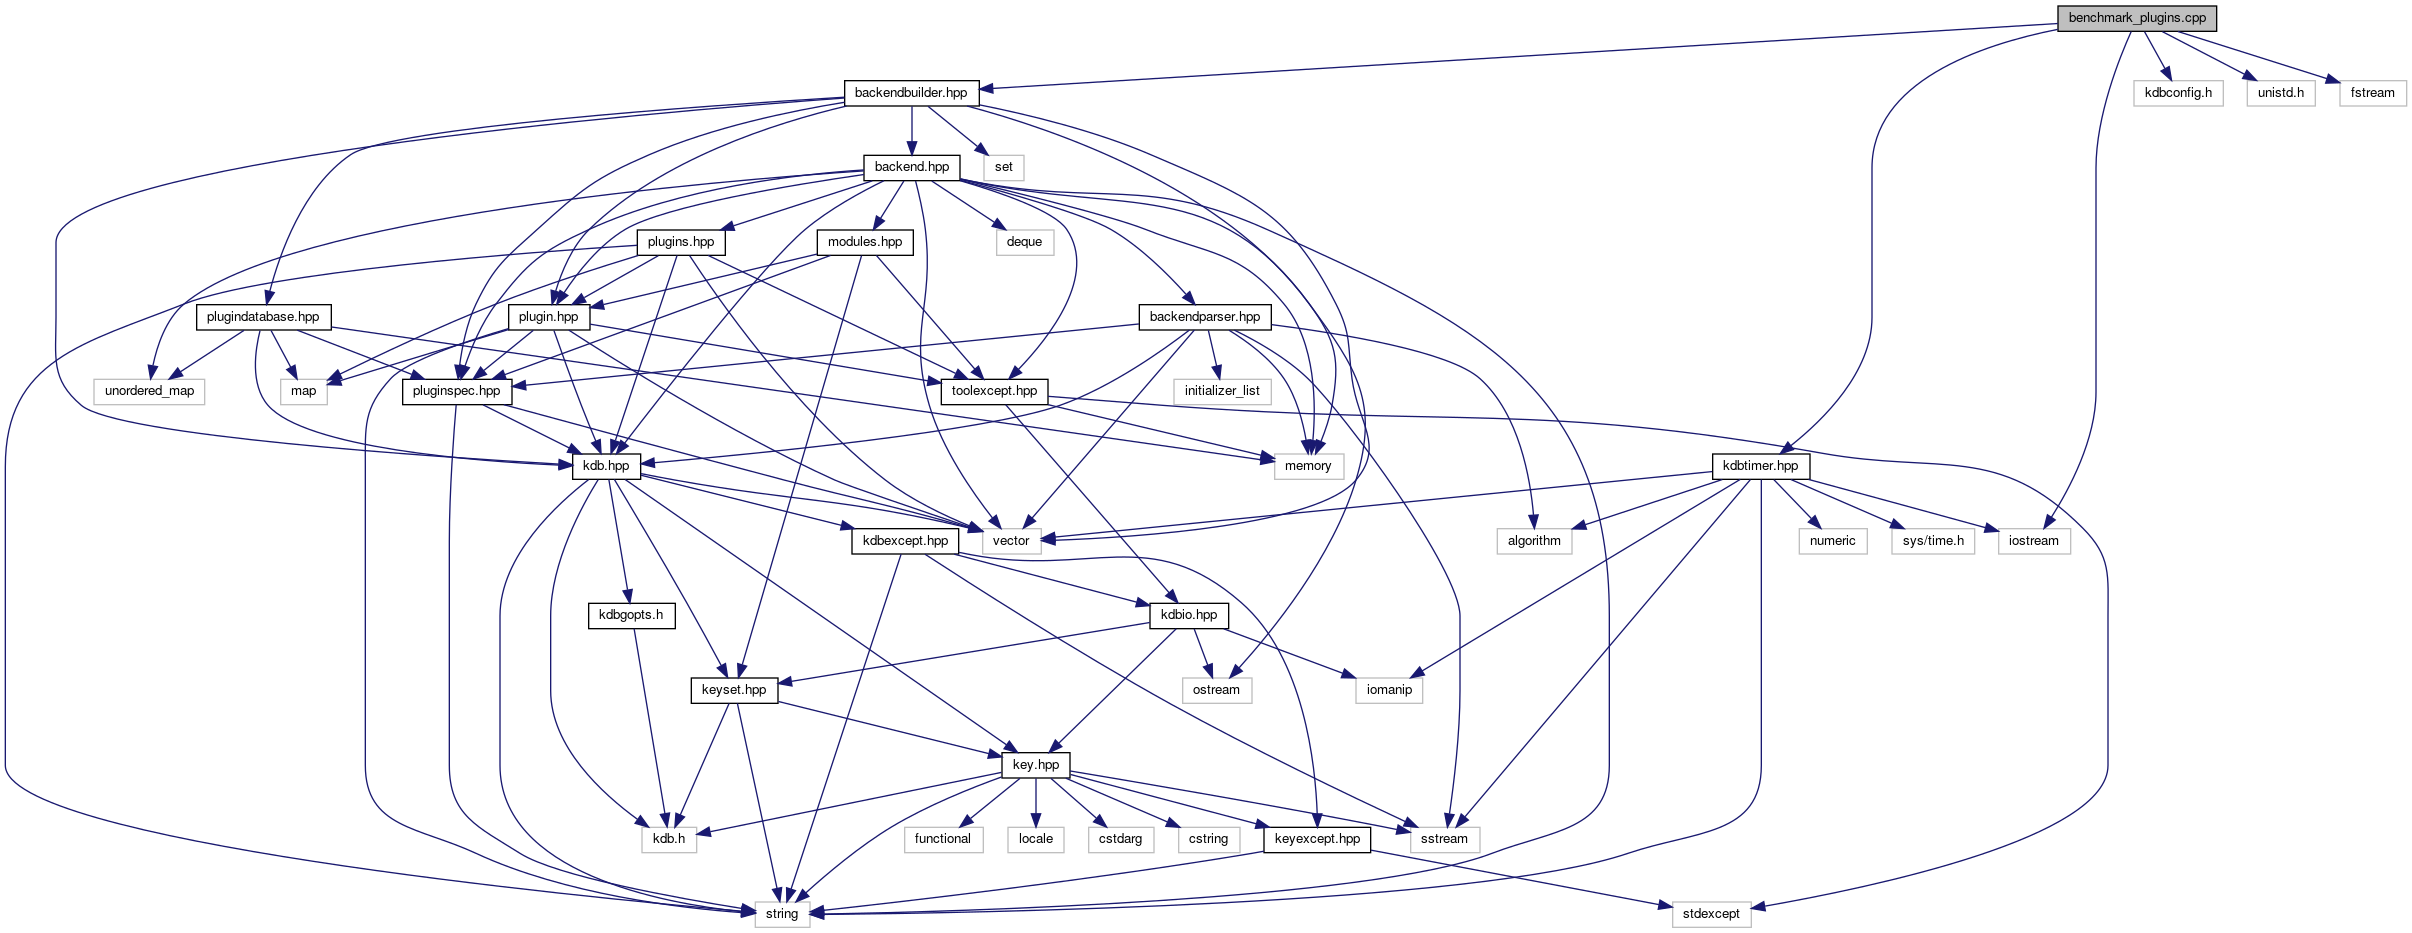 benchmark_plugins.cpp
backendbuilder.hpp
kdbconfig.h
unistd.h
fstream
backend.hpp
set
plugins.hpp
modules.hpp
deque
plugindatabase.hpp
plugin.hpp
backendparser.hpp
unordered_map
map
pluginspec.hpp
toolexcept.hpp
initializer_list
kdb.hpp
memory
kdbtimer.hpp
kdbexcept.hpp
vector
algorithm
numeric
sys/time.h
iostream
kdbgopts.h
kdbio.hpp
keyset.hpp
ostream
iomanip
key.hpp
kdb.h
functional
locale
cstdarg
cstring
keyexcept.hpp
sstream
string
stdexcept